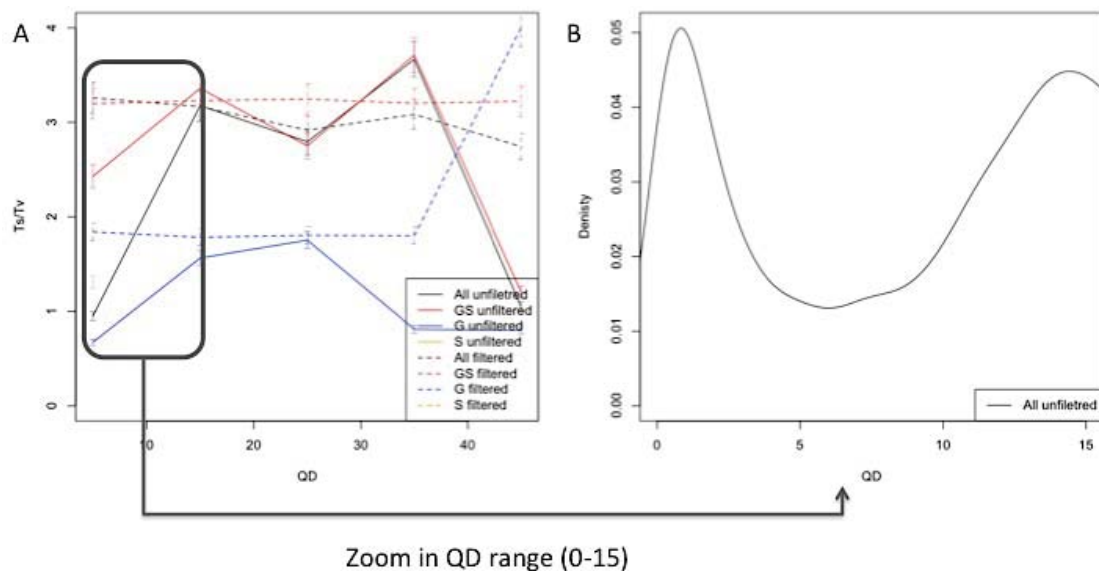 A
Ts/Tv
4
3
2
1
0
10
20
30
40
QD
All unfiletred
GS unfiltered
G unfiltered
S unfiltered
All filtered
GS filtered
G filtered
S filtered
B
Denisty
0.05
0.04
0.03
0.02
0.01
0.00
0
5
10
15
QD
All unfiletred
Zoom in QD range (0-15)